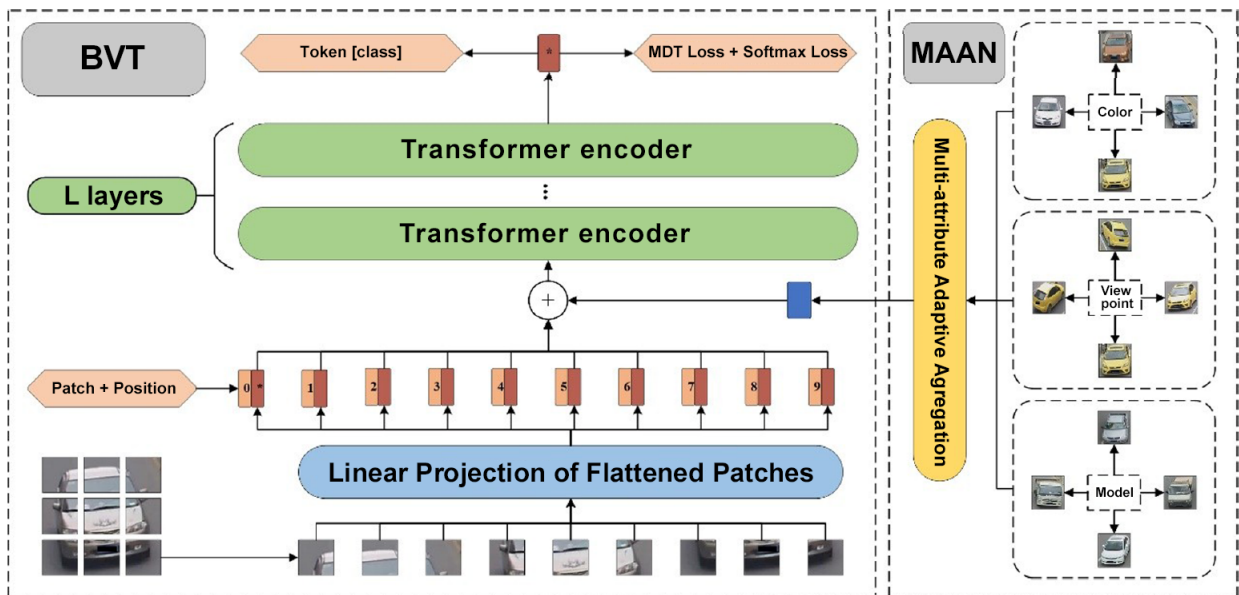 BVT
Token [class]
*
MDT Loss + Softmax Loss
Transformer encoder
L layers
Transformer encoder
+
Patch + Position
0 * 1 2 3 4 5 6 7 8 9
Linear Projection of Flattened Patches
MAAN
Multi-attribute Adaptive Agregation
Color
View
point
Model